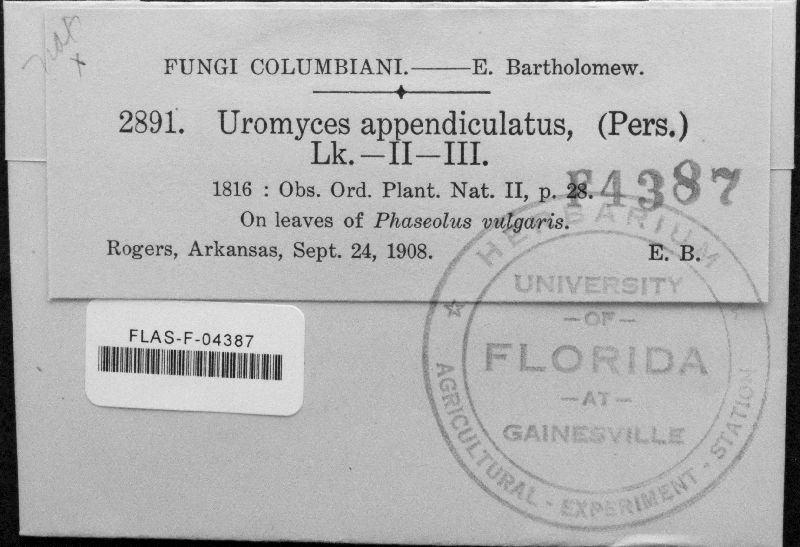 FUNGI COLUMBIANI.——E. Bartholomew.
2891. Uromyces appendiculatus, (Pers.)
Lk.—II—III.
1816 : Obs. Ord. Plant. Nat. II, p. 28.
F4387
On leaves of Phaseolus vulgaris.
Rogers, Arkansas, Sept. 24, 1908. E. B.
FLAS-F-04387
HERBARIUM
UNIVERSITY
—OF—
FLORIDA
—AT—
GAINESVILLE
AGRICULTURAL - EXPERIMENT - STATION